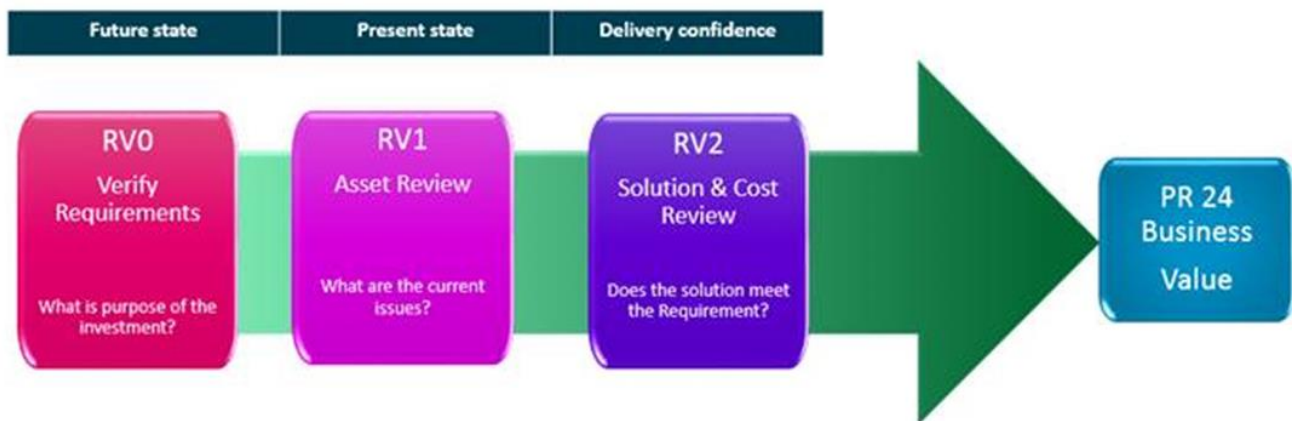 Future state
Present state
Delivery confidence
RV0
Verify
Requirements
What is purpose of the
investment?
RV1
Asset Review
What are the current
issues?
RV2
Solution & Cost
Review
Does the solution meet
the Requirement?
PR 24
Business
Value